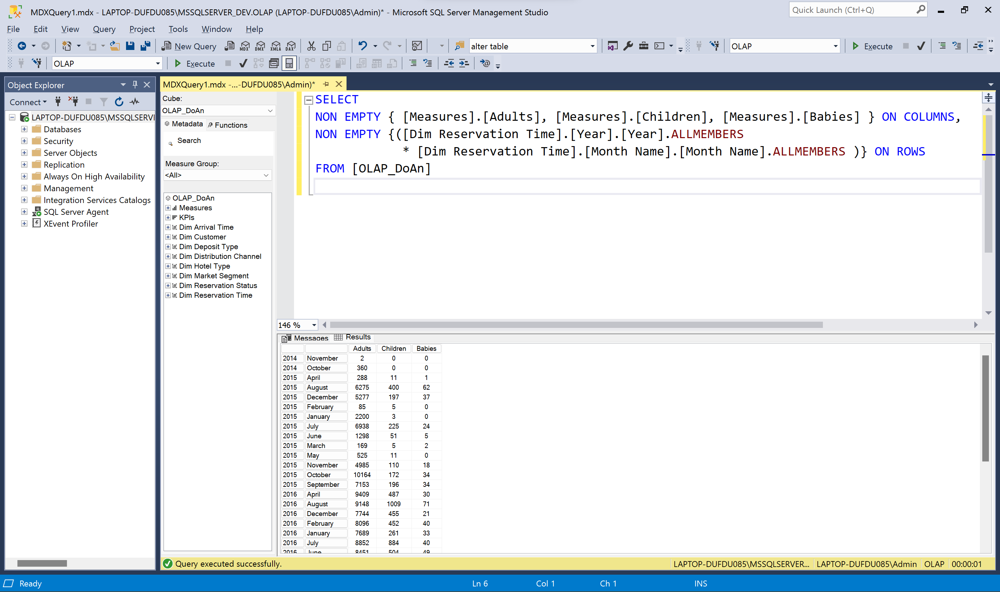 MDXQuery1.mdx - LAPTOP-DUFDU085\MSSQLSERVER_DEV.OLAP (LAPTOP-DUFDU085\Admin)* - Microsoft SQL Server Management Studio
Quick Launch (Ctrl+Q)
File Edit View Query Project Tools Window Help
New Query MDX DMX XMLA DAX alter table OLAP Execute
OLAP Execute
Object Explorer
Connect
LAPTOP-DUFDU085\MSSQLSERVI
Databases
Security
Server Objects
Replication
Always On High Availability
Management
Integration Services Catalogs
SQL Server Agent
XEvent Profiler
MDXQuery1.mdx -...-DUFDU085\Admin)*
Cube:
OLAP_DoAn
Metadata Functions
Search
Measure Group:
<All>
OLAP_DoAn
Measures
KPIs
Dim Arrival Time
Dim Customer
Dim Deposit Type
Dim Distribution Channel
Dim Hotel Type
Dim Market Segment
Dim Reservation Status
Dim Reservation Time
SELECT
NON EMPTY { [Measures].[Adults], [Measures].[Children], [Measures].[Babies] } ON COLUMNS,
NON EMPTY {([Dim Reservation Time].[Year].[Year].ALLMEMBERS
* [Dim Reservation Time].[Month Name].[Month Name].ALLMEMBERS )} ON ROWS
FROM [OLAP_DoAn]
146 %
Messages Results
Adults Children Babies
2014 November 2 0 0
2014 October 360 0 0
2015 April 288 11 1
2015 August 6275 400 62
2015 December 5277 197 37
2015 February 85 5 0
2015 January 2200 3 0
2015 July 6938 225 24
2015 June 1298 51 5
2015 March 169 5 2
2015 May 525 11 0
2015 November 4985 110 18
2015 October 10164 172 34
2015 September 7153 196 34
2016 April 9409 487 30
2016 August 9148 1009 71
2016 December 7744 455 21
2016 February 8096 452 40
2016 January 7689 261 33
2016 July 8852 884 40
2016 June 8451 504 49
Query executed successfully. LAPTOP-DUFDU085\MSSQLSERVER... LAPTOP-DUFDU085\Admin OLAP 00:00:01
Ready Ln 6 Col 1 Ch 1 INS